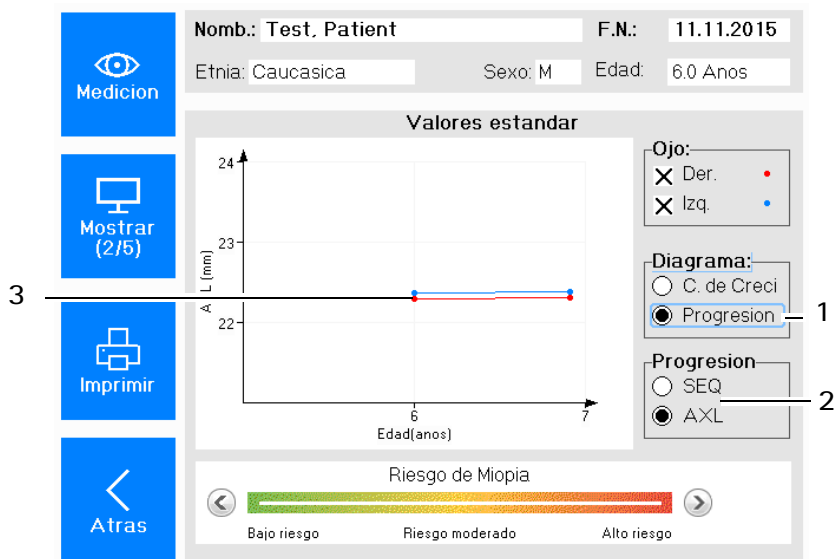 Nomb.: Test, Patient F.N.: 11.11.2015
Etnia: Caucasica Sexo: M Edad: 6.0 Anos
Medicion
Mostrar
(2/5)
Imprimir
Atras
Valores estandar
24
23
22
A L (mm)
6
7
Edad(anos)
Ojo:
Der.
Izq.
Diagrama:
C. de Creci
Progresion
Progresion
SEQ
AXL
1
2
3
Riesgo de Miopia
Bajo riesgo Riesgo moderado Alto riesgo